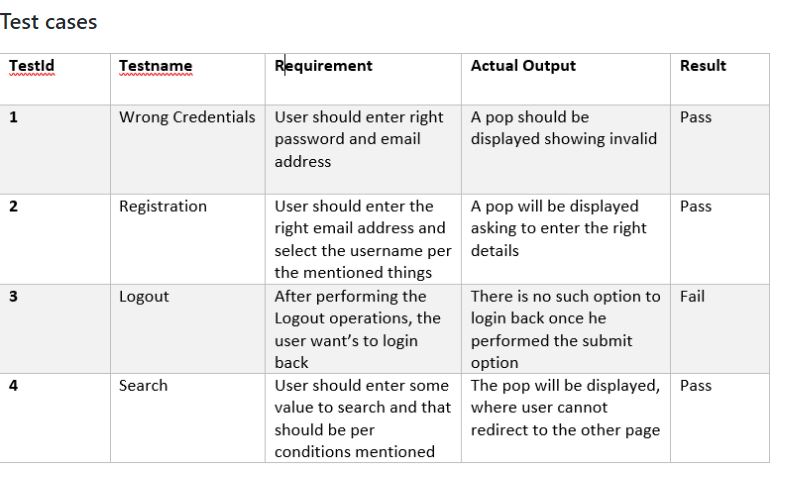 Test cases
TestId Testname Requirement Actual Output Result
1 Wrong Credentials User should enter right A pop should be Pass
password and email displayed showing invalid
address
2 Registration User should enter the A pop will be displayed Pass
right email address and asking to enter the right
select the username per details
the mentioned things
3 Logout After performing the There is no such option to Fail
Logout operations, the login back once he
user want's to login performed the submit
back option
4 Search User should enter some The pop will be displayed, Pass
value to search and that where user cannot
should be per redirect to the other page
conditions mentioned